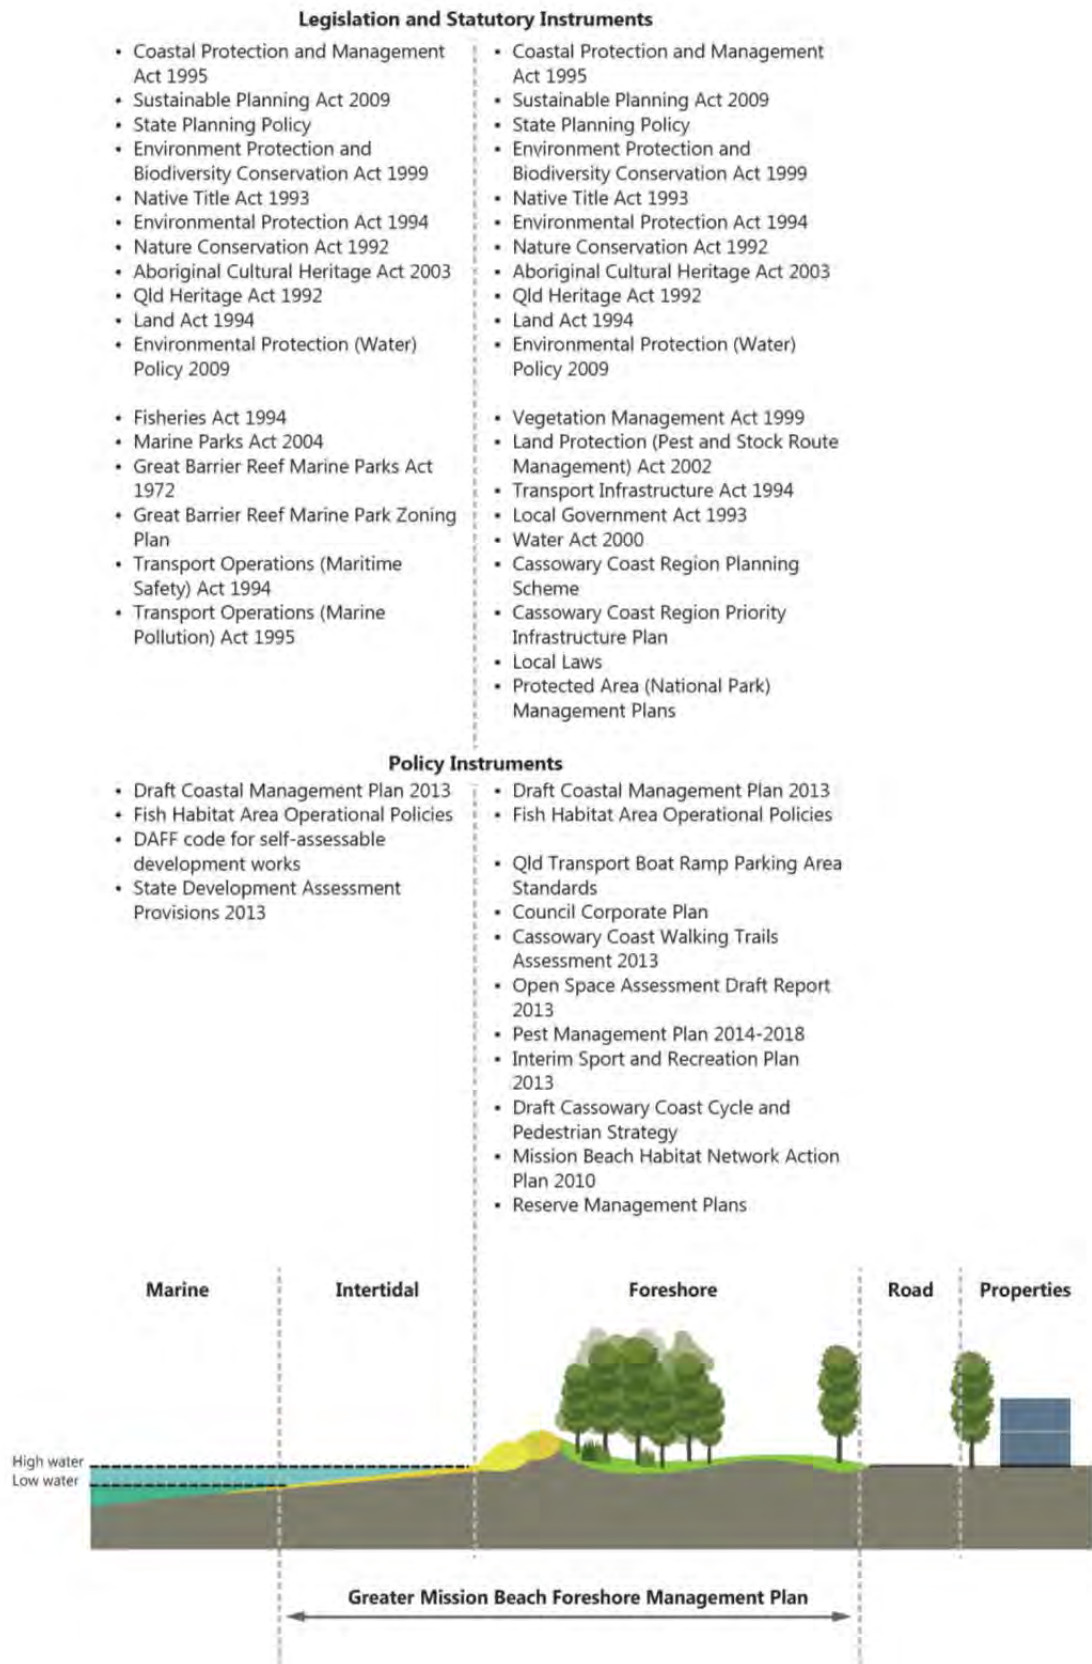 Legislation and Statutory Instruments
• Coastal Protection and Management
Act 1995
• Sustainable Planning Act 2009
• State Planning Policy
• Environment Protection and
Biodiversity Conservation Act 1999
• Native Title Act 1993
• Environmental Protection Act 1994
• Nature Conservation Act 1992
• Aboriginal Cultural Heritage Act 2003
• Qld Heritage Act 1992
• Land Act 1994
• Environmental Protection (Water)
Policy 2009
• Fisheries Act 1994
• Marine Parks Act 2004
• Great Barrier Reef Marine Parks Act
1972
• Great Barrier Reef Marine Park Zoning
Plan
• Transport Operations (Maritime
Safety) Act 1994
• Transport Operations (Marine
Pollution) Act 1995
• Coastal Protection and Management
Act 1995
• Sustainable Planning Act 2009
• State Planning Policy
• Environment Protection and
Biodiversity Conservation Act 1999
• Native Title Act 1993
• Environmental Protection Act 1994
• Nature Conservation Act 1992
• Aboriginal Cultural Heritage Act 2003
• Qld Heritage Act 1992
• Land Act 1994
• Environmental Protection (Water)
Policy 2009
• Vegetation Management Act 1999
• Land Protection (Pest and Stock Route
Management) Act 2002
• Transport Infrastructure Act 1994
• Local Government Act 1993
• Water Act 2000
• Cassowary Coast Region Planning
Scheme
• Cassowary Coast Region Priority
Infrastructure Plan
• Local Laws
• Protected Area (National Park)
Management Plans
Policy Instruments
• Draft Coastal Management Plan 2013
• Fish Habitat Area Operational Policies
• DAFF code for self-assessable
development works
• State Development Assessment
Provisions 2013
• Draft Coastal Management Plan 2013
• Fish Habitat Area Operational Policies
• Qld Transport Boat Ramp Parking Area
Standards
• Council Corporate Plan
• Cassowary Coast Walking Trails
Assessment 2013
• Open Space Assessment Draft Report
2013
• Pest Management Plan 2014-2018
• Interim Sport and Recreation Plan
2013
• Draft Cassowary Coast Cycle and
Pedestrian Strategy
• Mission Beach Habitat Network Action
Plan 2010
• Reserve Management Plans
Marine
Intertidal
Foreshore
Road
Properties
High water
Low water
Greater Mission Beach Foreshore Management Plan